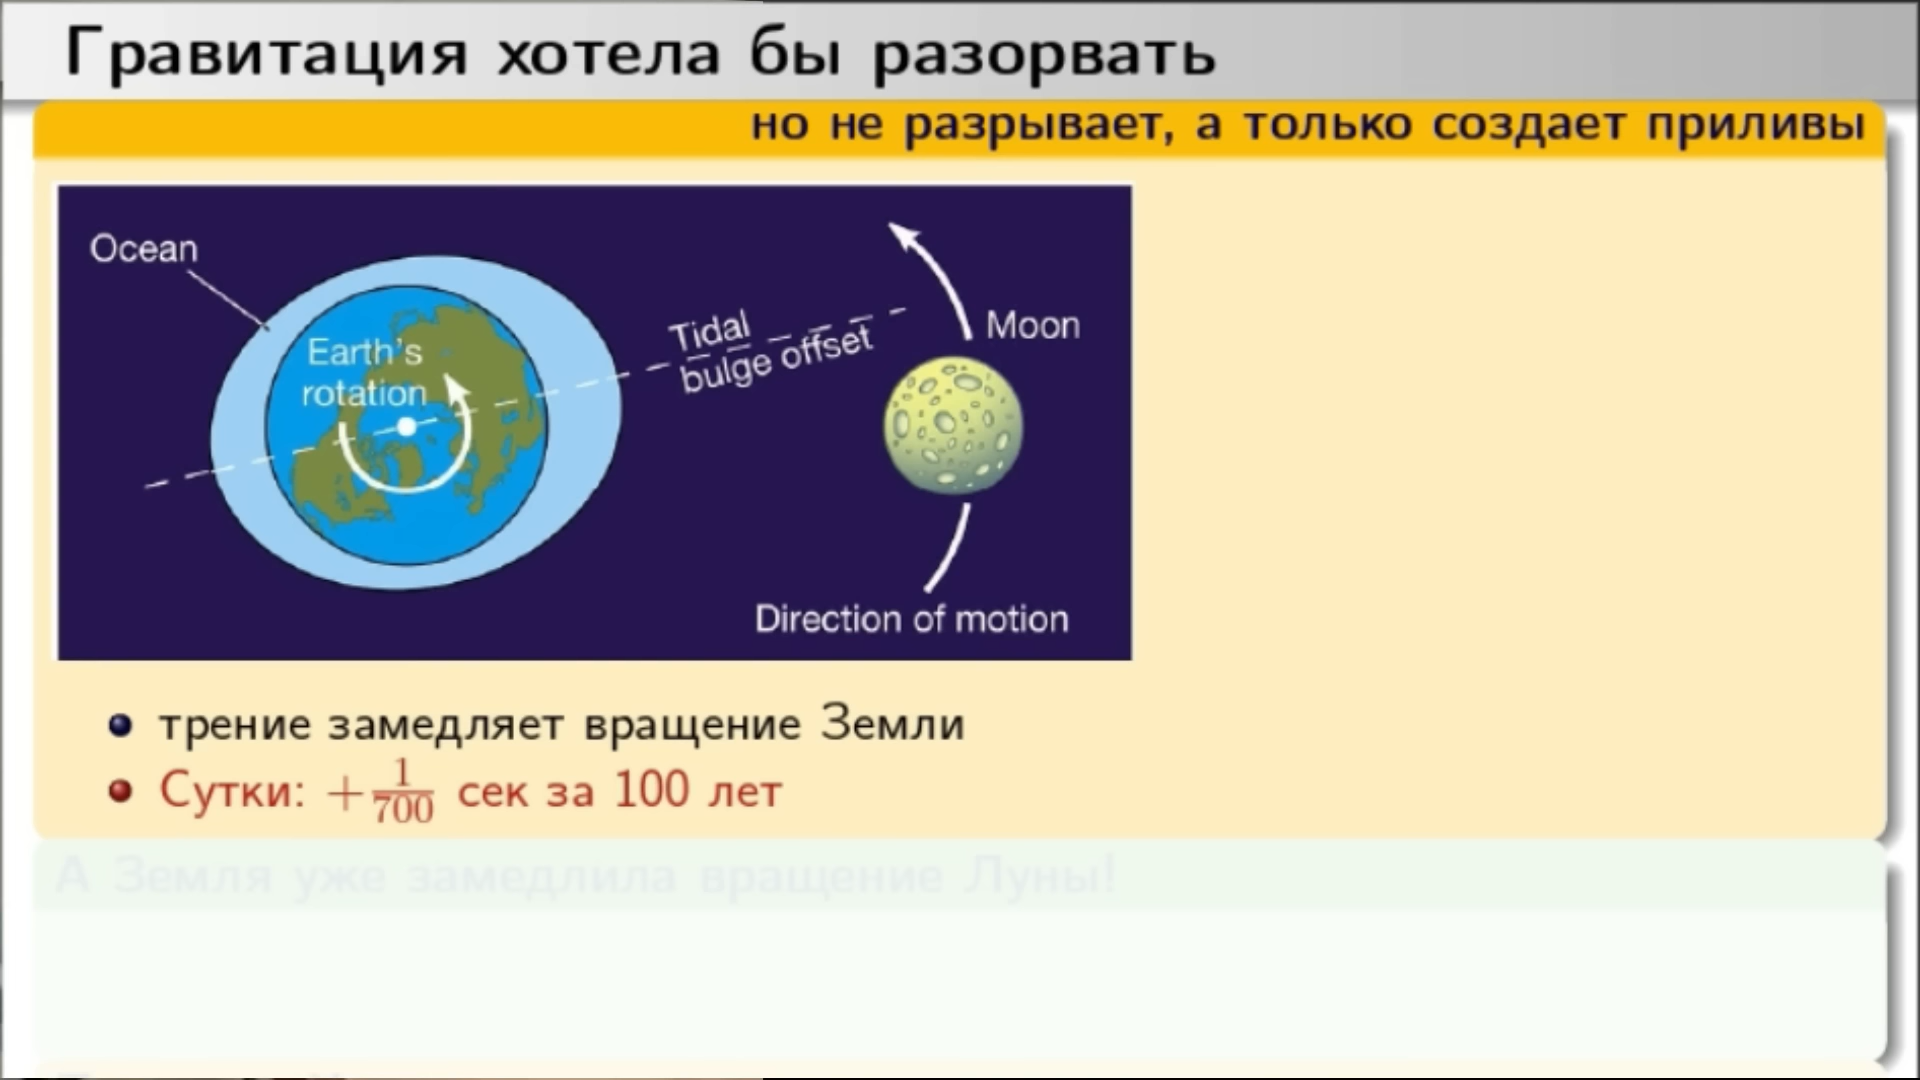 Гравитация хотела бы разорвать
но не разрывает, а только создает приливы
Ocean
Earth's
rotation
Tidal
bulge offset
Moon
Direction of motion
трение замедляет вращение Земли
Сутки: +1/700 сек за 100 лет
А Земля уже замедлила вращение Луны!